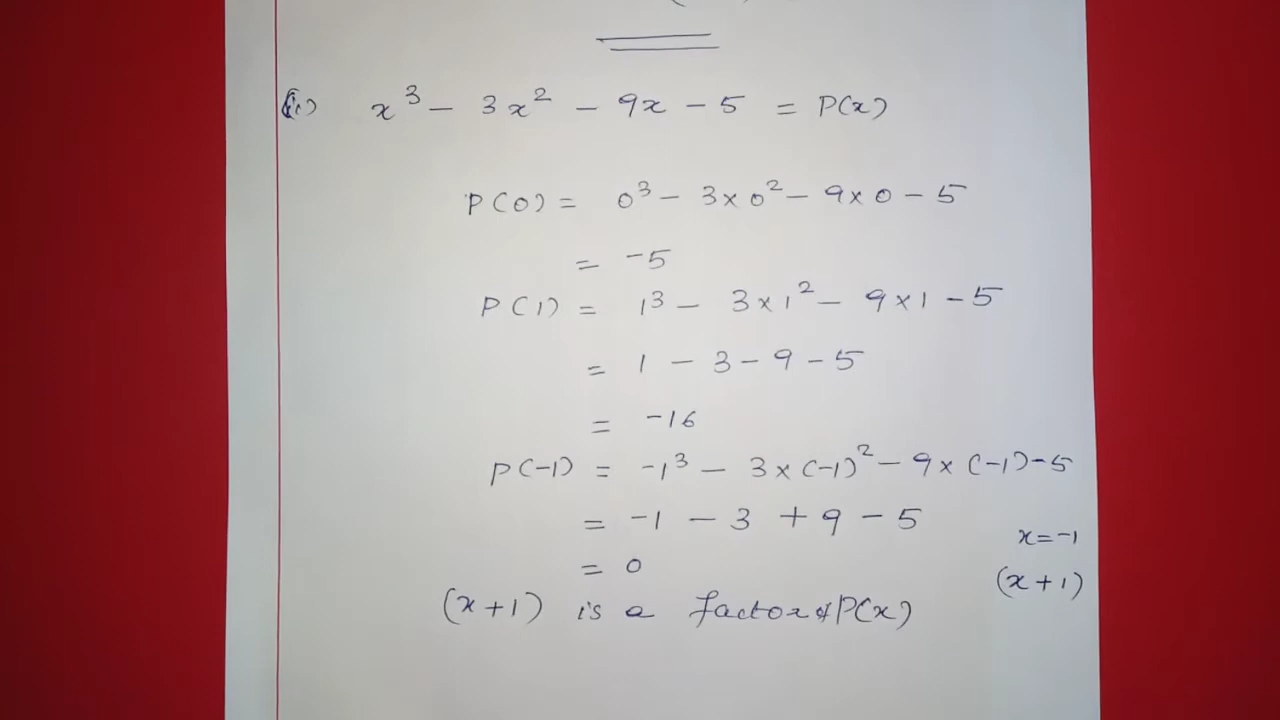 (ii) x³ - 3x² - 9x - 5 = P(x)
P(0) = 0³ - 3×0² - 9×0 - 5
= -5
P(1) = 1³ - 3×1² - 9×1 - 5
= 1 - 3 - 9 - 5
= -16
P(-1) = -1³ - 3×(-1)² - 9×(-1)-5
= -1 - 3 + 9 - 5
x=-1
= 0
(x+1)
(x+1) is a factor of P(x)